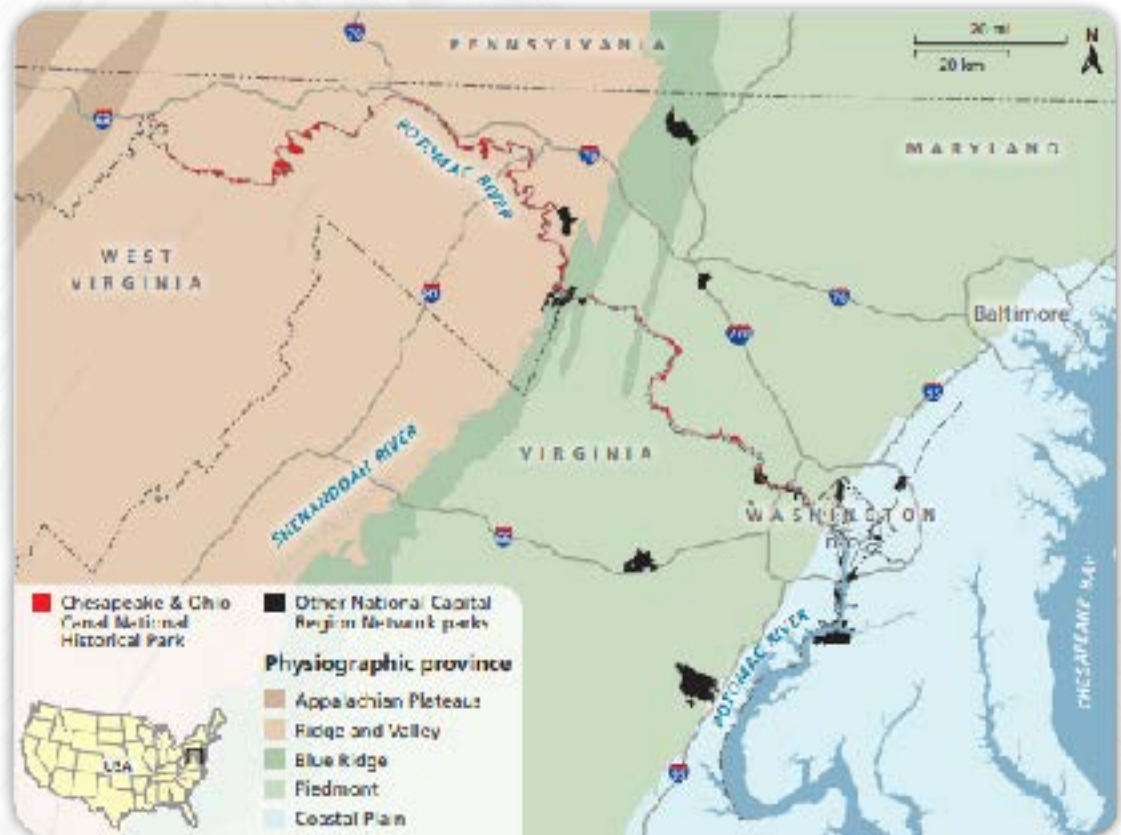 PENNSYLVANIA
20 mi
20 km
N
70
68
POTOMAC RIVER
70
MARYLAND
WEST
VIRGINIA
81
70
Baltimore
270
95
SHENANDOAH RIVER
VIRGINIA
WASHINGTON
66
POTOMAC RIVER
CHESAPEAKE BAY
95
Chesapeake & Ohio
Canal National
Historical Park
Other National Capital
Region Network parks
Physiographic province
Appalachian Plateaus
Ridge and Valley
Blue Ridge
Piedmont
Coastal Plain
USA